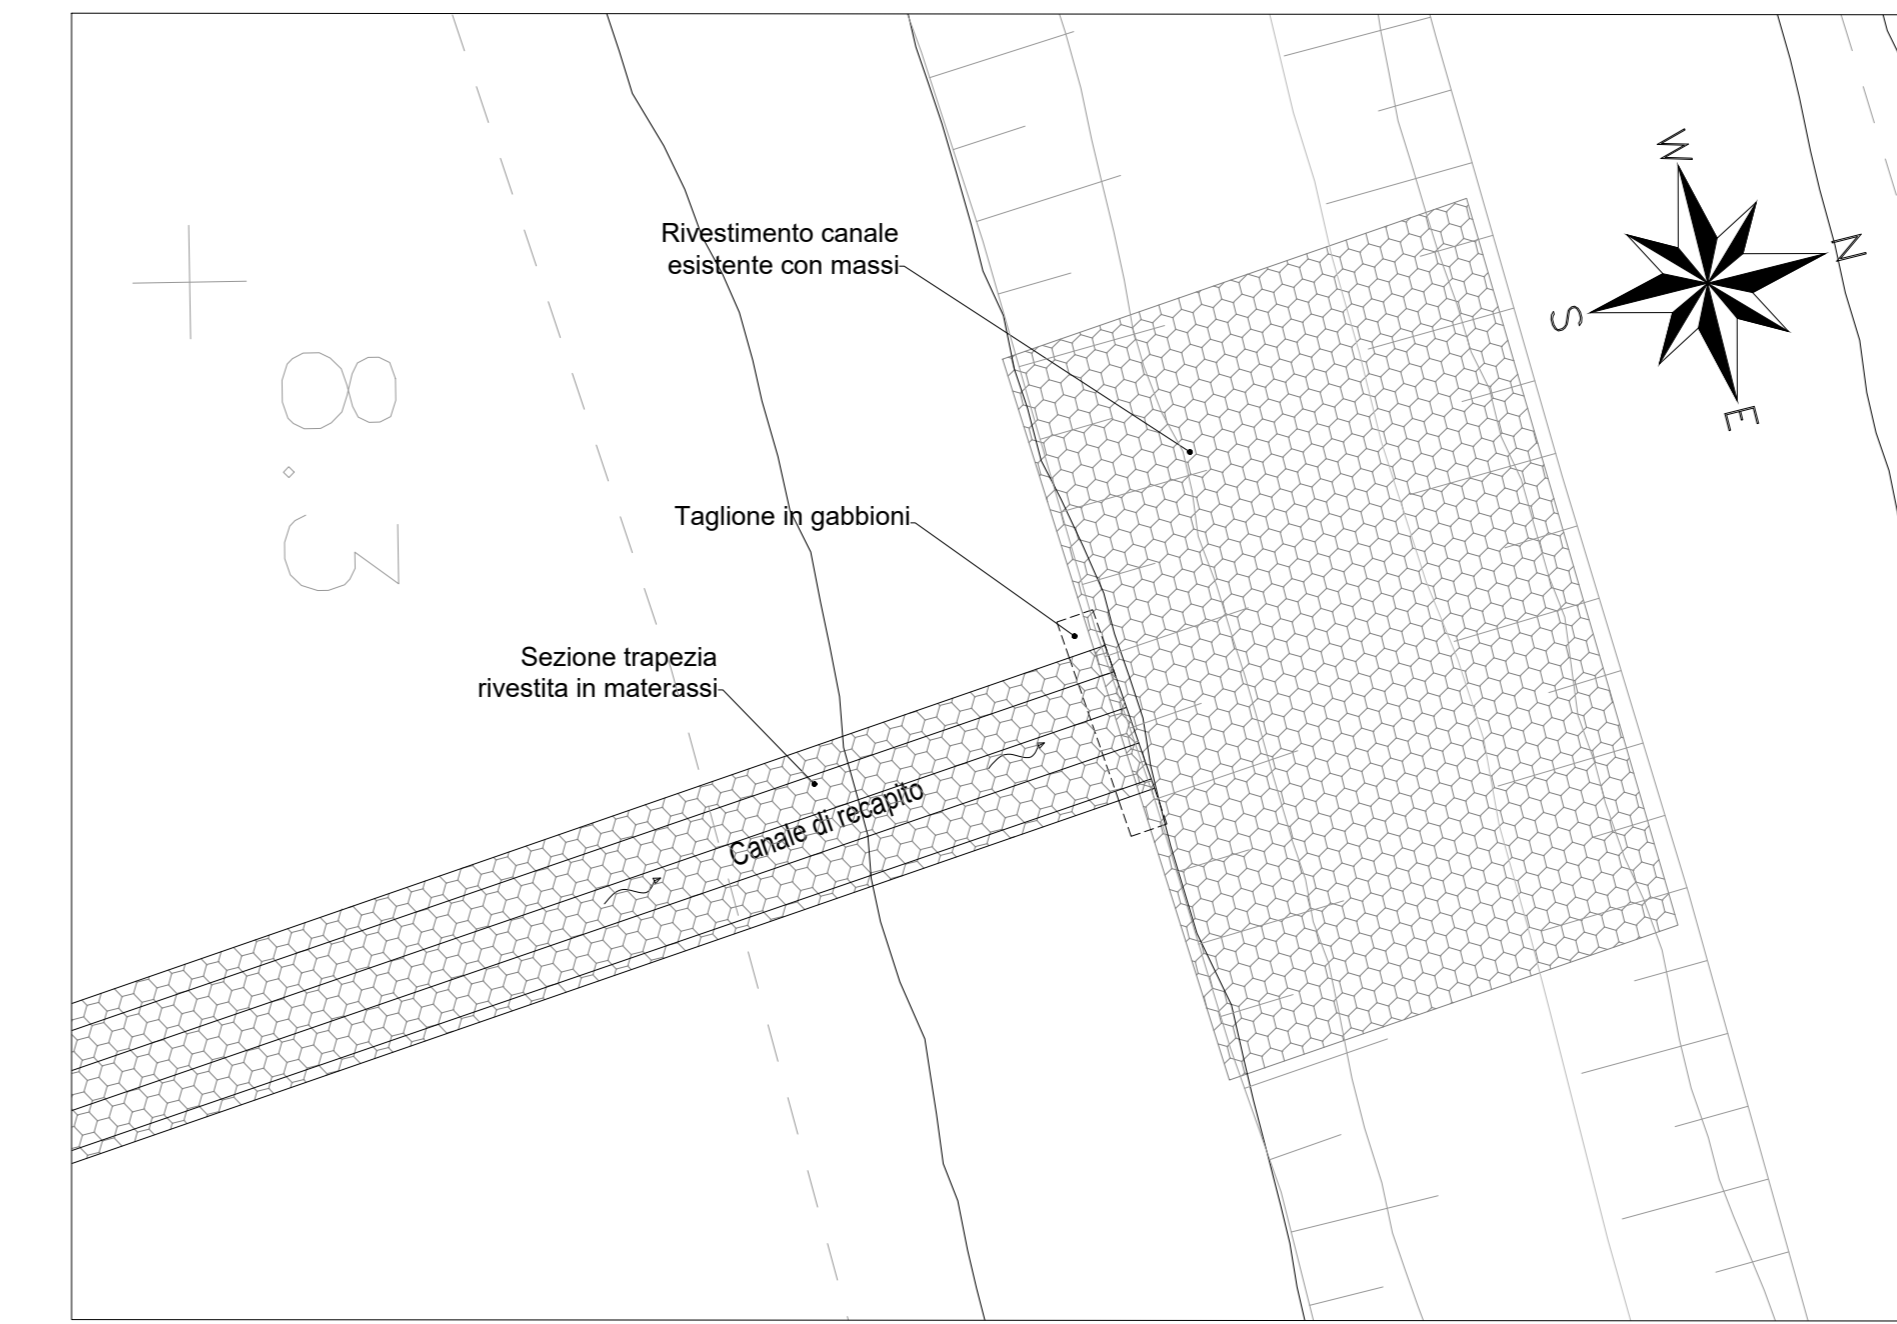 W
N
S
E
Rivestimento canale
esistente con massi
8.3
Taglione in gabbioni
Sezione trapezia
rivestita in materassi
Canale di recapito